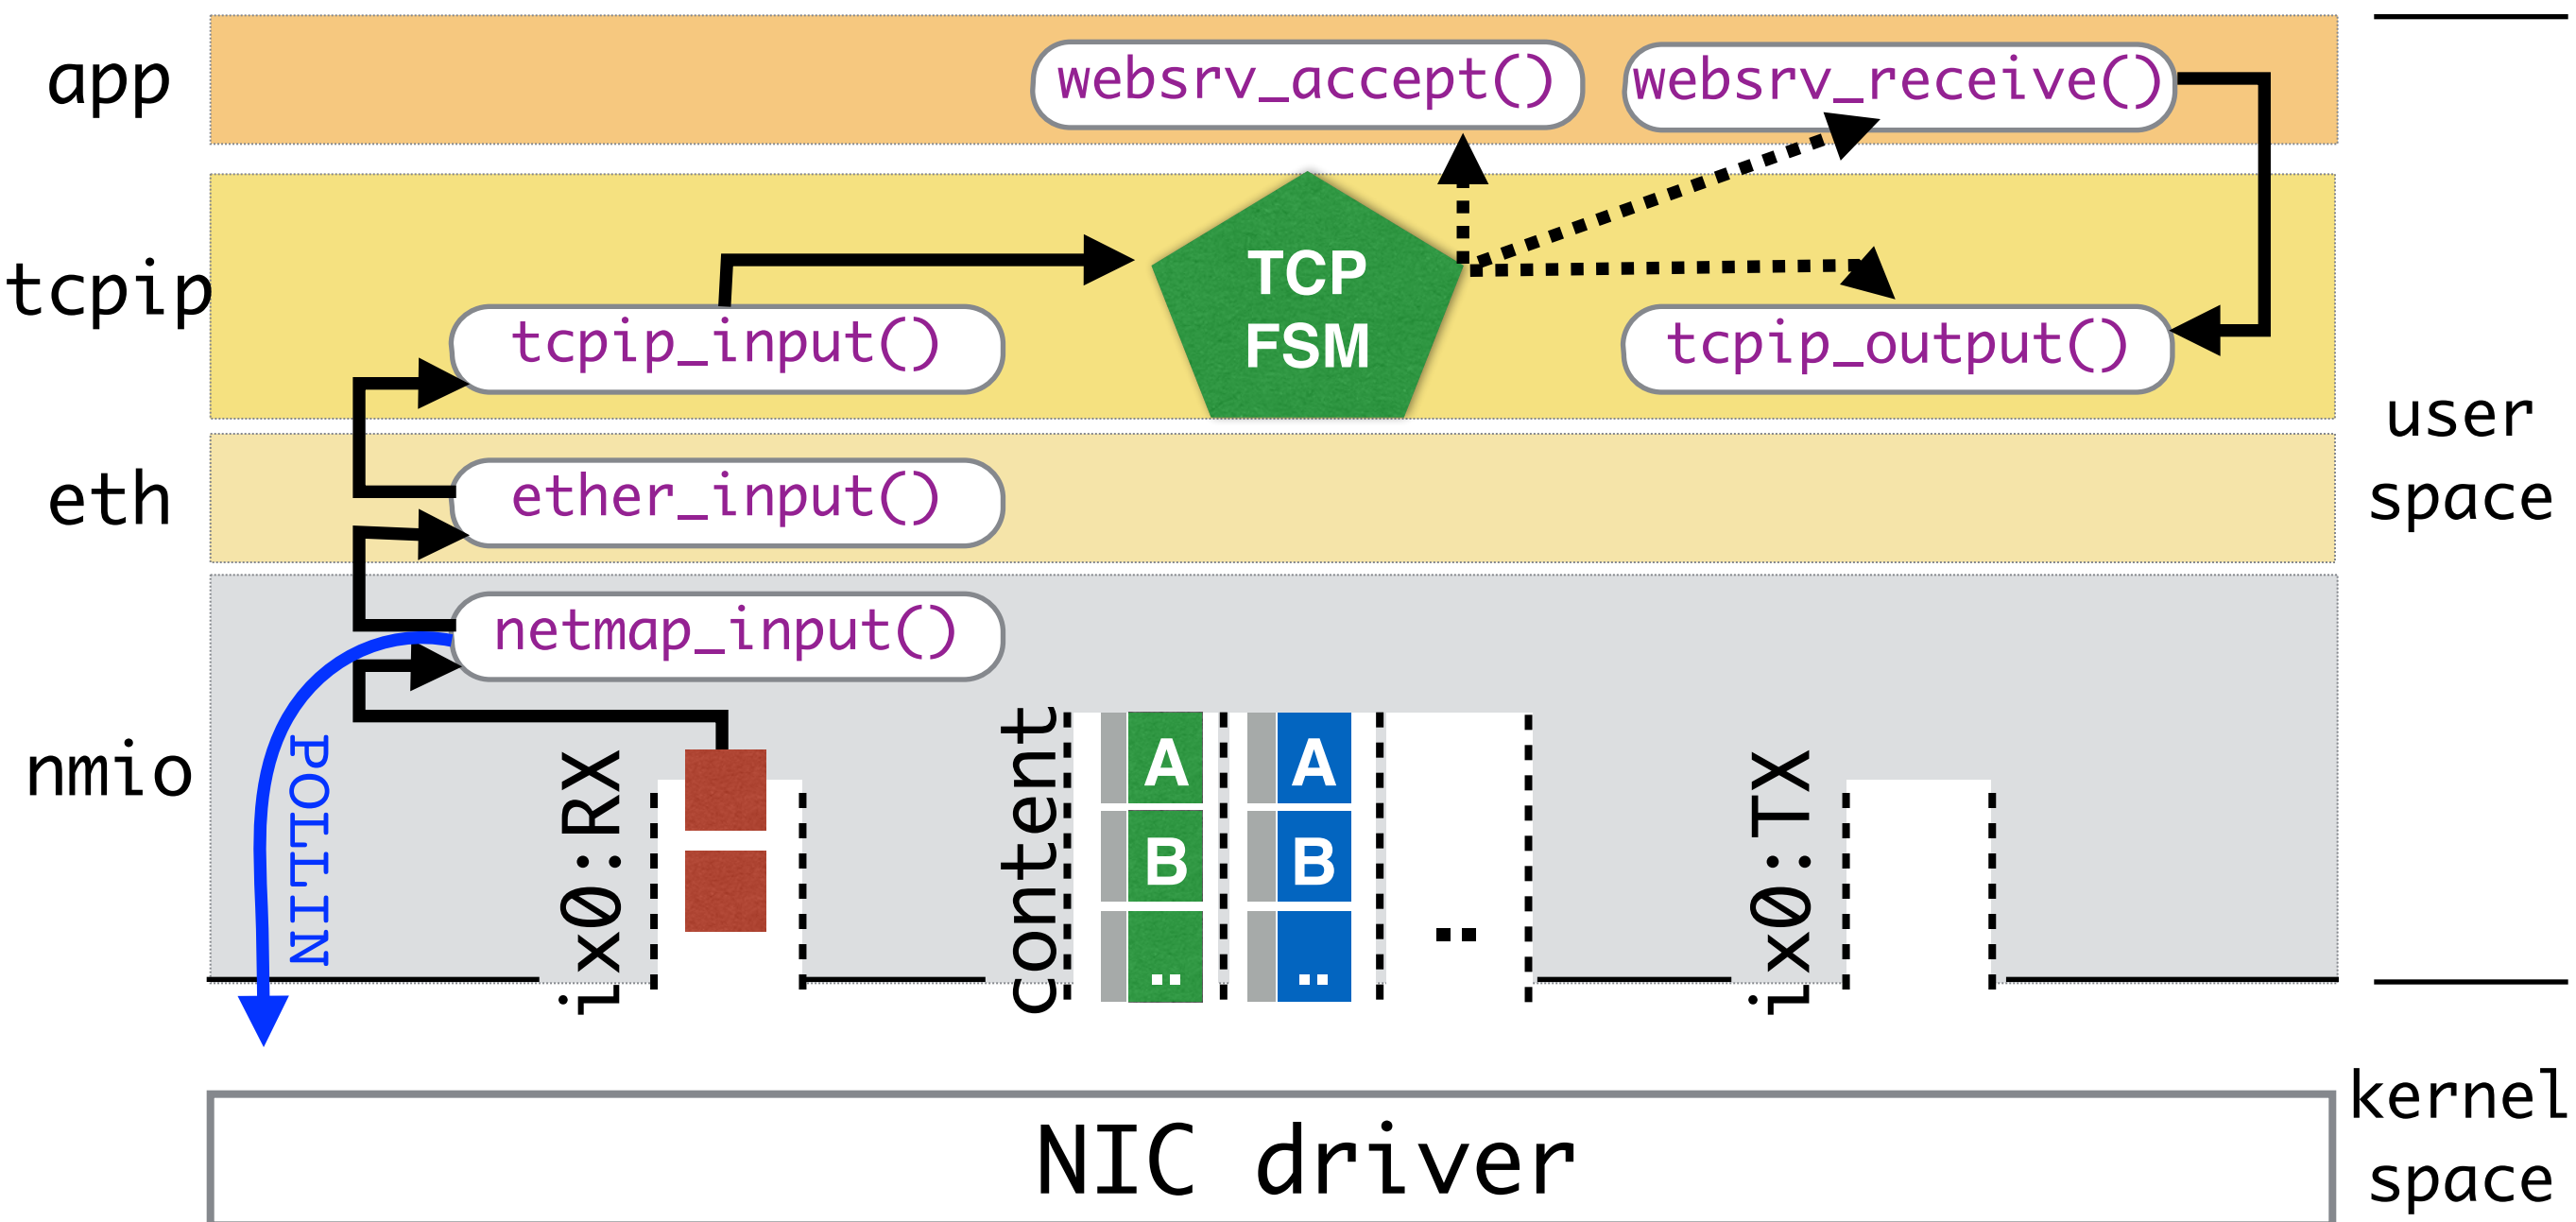 app
websrv_accept()
websrv_receive()
tcpip
TCP
FSM
tcpip_input()
tcpip_output()
user
space
eth
ether_input()
nmio
netmap_input()
POLLIN
ix0:RX
content
A
B
..
A
B
..
..
ix0:TX
NIC driver
kernel
space